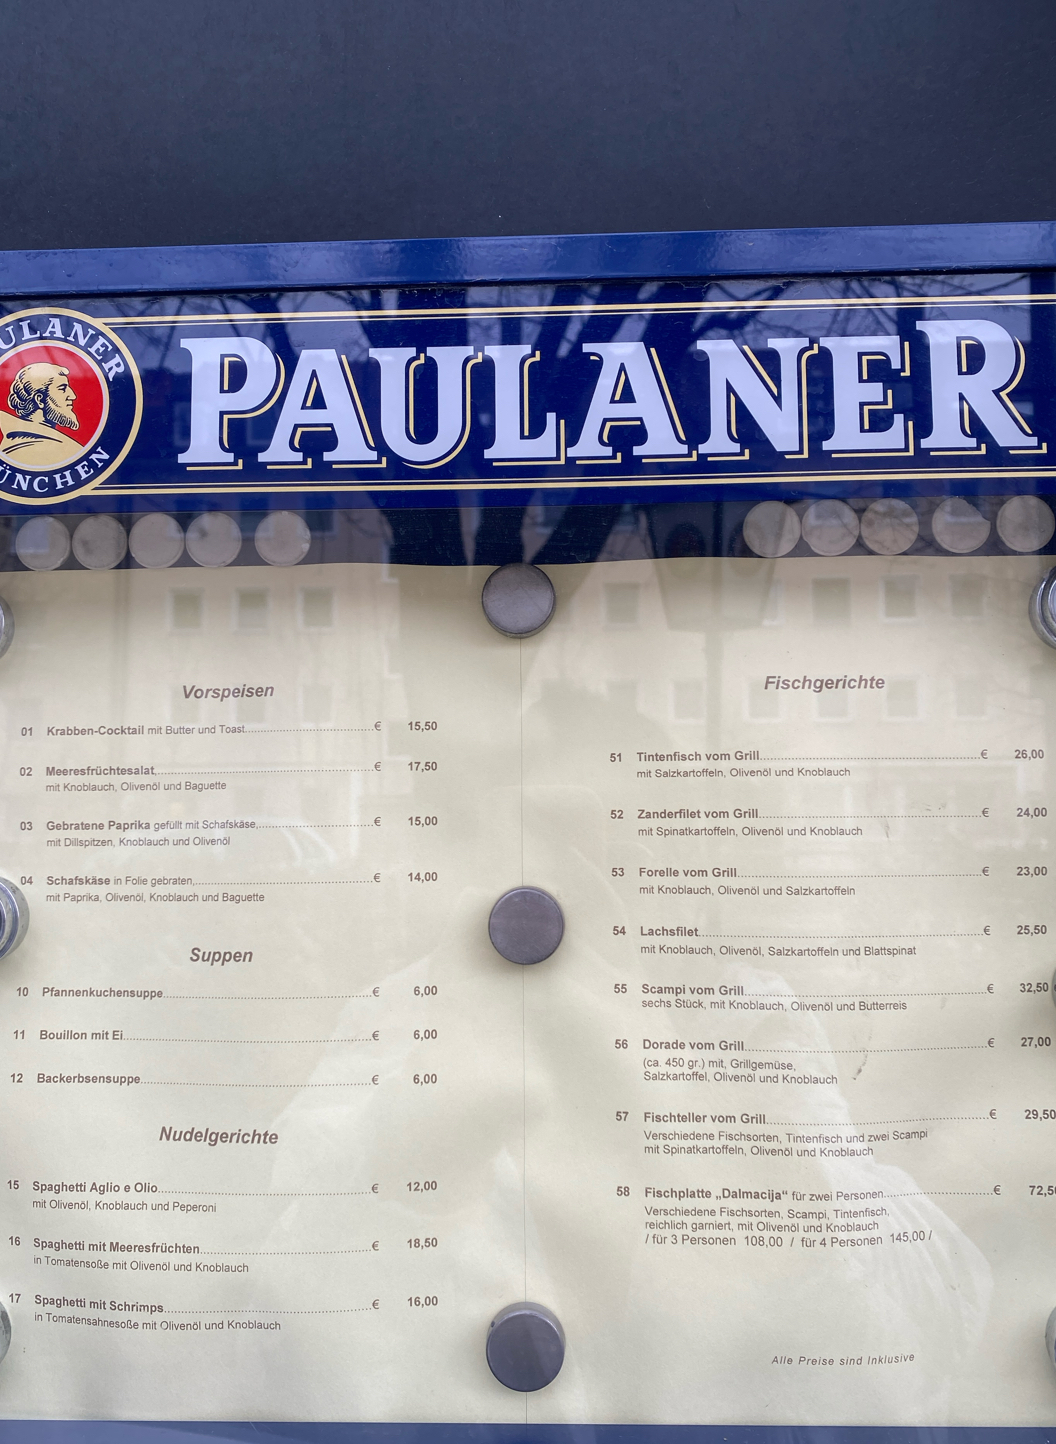 PAULANER
MÜNCHEN
PAULANER
Vorspeisen
01 Krabben-Cocktail mit Butter und Toast € 15,50
02 Meeresfrüchtesalat, € 17,50
mit Knoblauch, Olivenöl und Baguette
03 Gebratene Paprika gefüllt mit Schafskäse, € 15,00
mit Dillspitzen, Knoblauch und Olivenöl
04 Schafskäse in Folie gebraten, € 14,00
mit Paprika, Olivenöl, Knoblauch und Baguette
Suppen
10 Pfannenkuchensuppe € 6,00
11 Bouillon mit Ei € 6,00
12 Backerbsensuppe € 6,00
Nudelgerichte
15 Spaghetti Aglio e Olio € 12,00
mit Olivenöl, Knoblauch und Peperoni
16 Spaghetti mit Meeresfrüchten € 18,50
in Tomatensoße mit Olivenöl und Knoblauch
17 Spaghetti mit Schrimps € 16,00
in Tomatensahnesoße mit Olivenöl und Knoblauch
Fischgerichte
51 Tintenfisch vom Grill € 26,00
mit Salzkartoffeln, Olivenöl und Knoblauch
52 Zanderfilet vom Grill € 24,00
mit Spinatkartoffeln, Olivenöl und Knoblauch
53 Forelle vom Grill € 23,00
mit Knoblauch, Olivenöl und Salzkartoffeln
54 Lachsfilet € 25,50
mit Knoblauch, Olivenöl, Salzkartoffeln und Blattspinat
55 Scampi vom Grill € 32,50
sechs Stück, mit Knoblauch, Olivenöl und Butterreis
56 Dorade vom Grill € 27,00
(ca. 450 gr.) mit, Grillgemüse,
Salzkartoffel, Olivenöl und Knoblauch
57 Fischteller vom Grill € 29,50
Verschiedene Fischsorten, Tintenfisch und zwei Scampi
mit Spinatkartoffeln, Olivenöl und Knoblauch
58 Fischplatte „Dalmacija“ für zwei Personen € 72,5
Verschiedene Fischsorten, Scampi, Tintenfisch,
reichlich garniert, mit Olivenöl und Knoblauch
/ für 3 Personen 108,00 / für 4 Personen 145,00 /
Alle Preise sind Inklusive